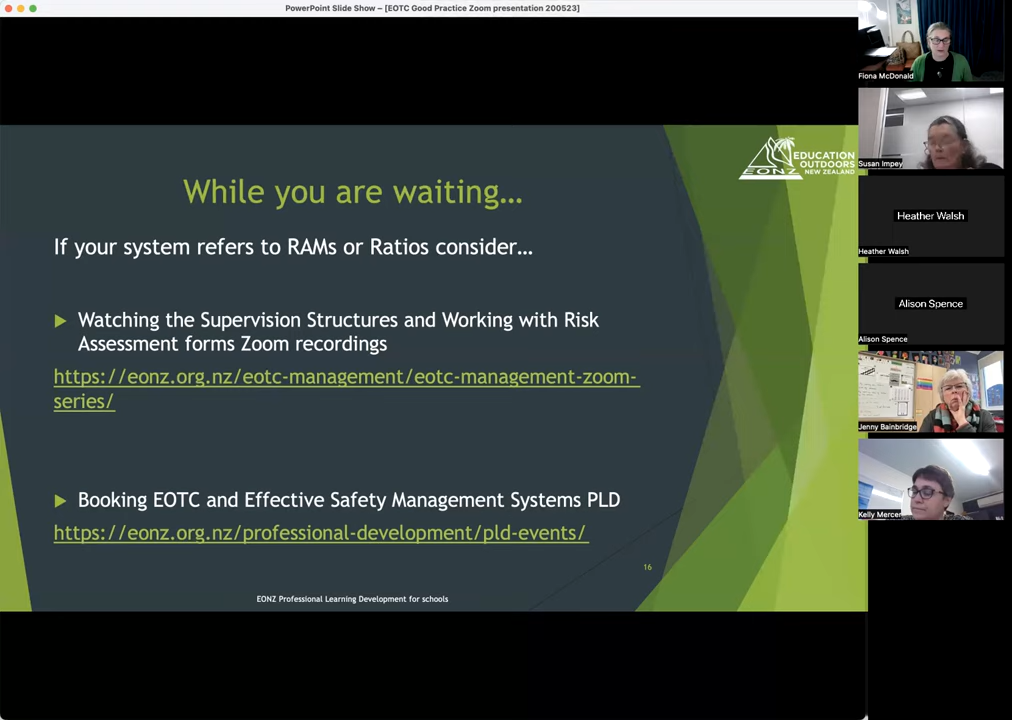 PowerPoint Slide Show – [EOTC Good Practice Zoom presentation 200523]
EDUCATION
OUTDOORS
NEW ZEALAND
EONZ
While you are waiting…
If your system refers to RAMs or Ratios consider…
Watching the Supervision Structures and Working with Risk
Assessment forms Zoom recordings
https://eonz.org.nz/eotc-management/eotc-management-zoom-
series/
Booking EOTC and Effective Safety Management Systems PLD
https://eonz.org.nz/professional-development/pld-events/
16
EONZ Professional Learning Development for schools
Fiona McDonald
Susan Impey
Heather Walsh
Heather Walsh
Alison Spence
Alison Spence
Jenny Bainbridge
Kelly Mercer